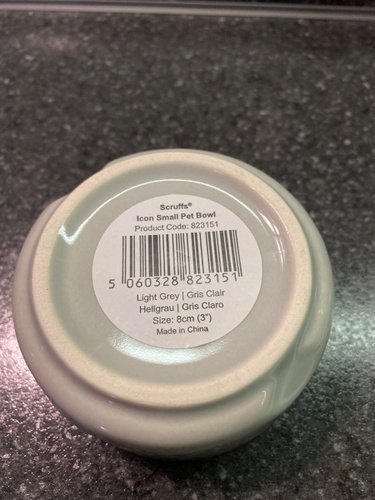 Scruffs®
Icon Small Pet Bowl
Product Code: 823151
5 060328 823151
Light Grey | Gris Clair
Hellgrau | Gris Claro
Size: 8cm (3")
Made in China